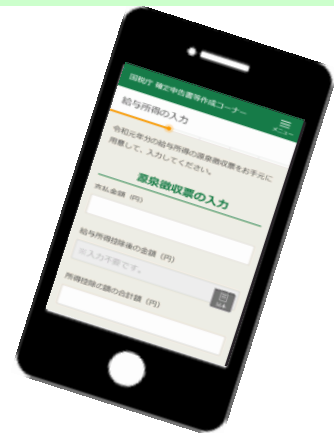 国税庁 確定申告書等作成コーナー
メニュー
給与所得の入力
令和元年分の給与所得の源泉徴収票をお手元に
用意して、入力してください。
源泉徴収票の入力
支払金額（円）
給与所得控除後の金額（円）
※入力不要です。
所得控除の額の合計額（円）